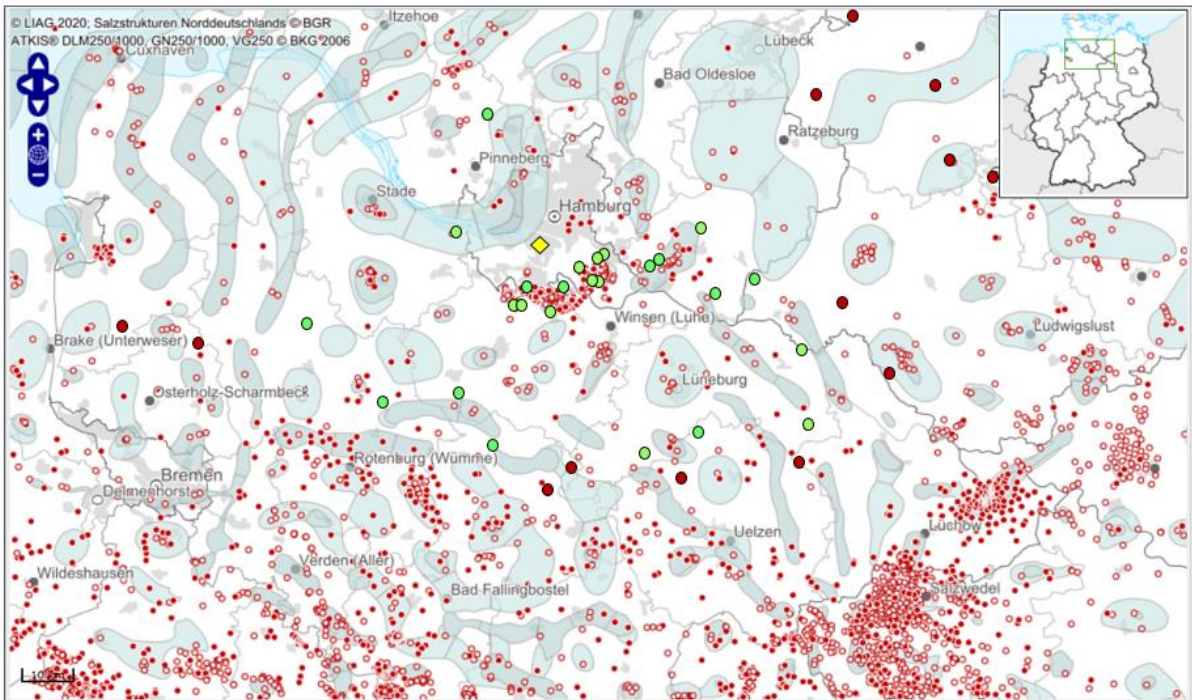 © LIAG 2020; Salzstrukturen Norddeutschlands © BGR
ATKIS® DLM250/1000, GN250/1000, VG250 © BKG 2006
Itzehoe
Cuxhaven
Lübeck
Bad Oldesloe
Ratzeburg
Pinneberg
Stade
Hamburg
Winsen (Luhe)
Ludwigslust
Brake (Unterweser)
Lüneburg
Osterholz-Scharmbeck
Rotenburg (Wümme)
Bremen
Delmenhorst
Uelzen
Lüchow
Verden (Aller)
Wildeshausen
Bad Fallingbostel
Salzwedel
10 km